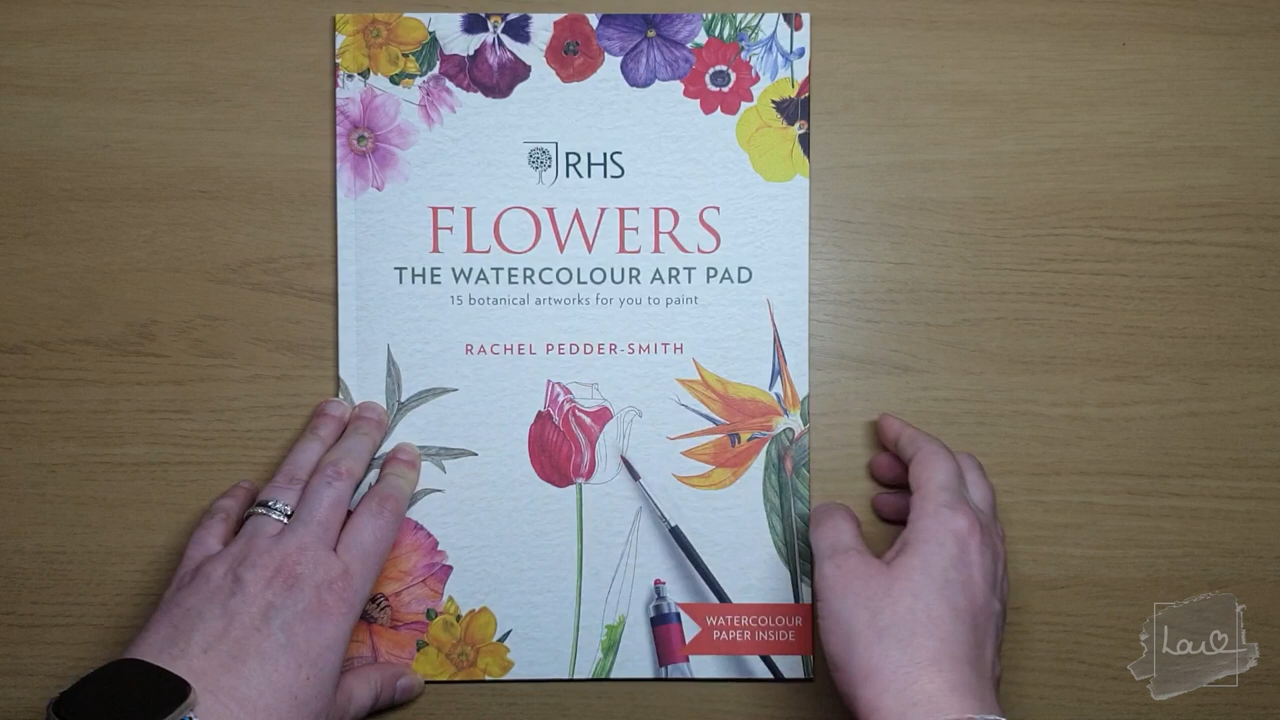 RHS
FLOWERS
THE WATERCOLOUR ART PAD
15 botanical artworks for you to paint
RACHEL PEDDER-SMITH
WATERCOLOUR
PAPER INSIDE